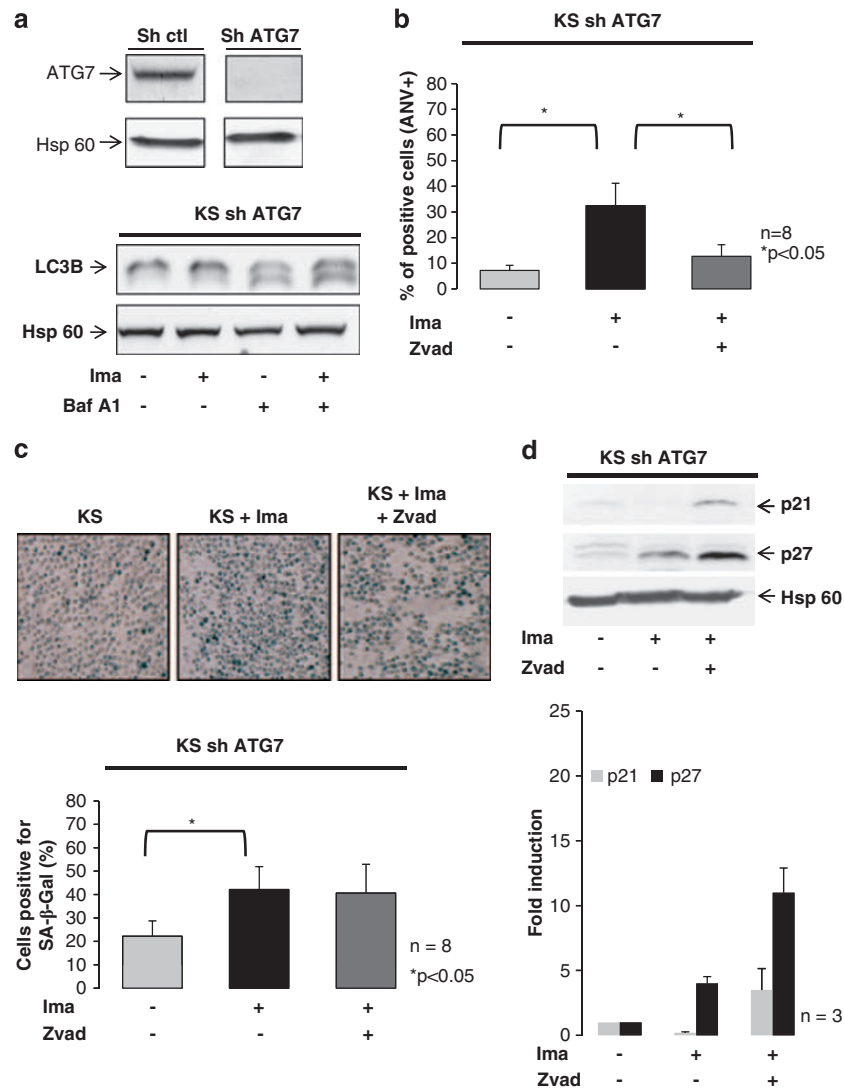 a
Sh ctl Sh ATG7
ATG7
Hsp 60
KS sh ATG7
LC3B
Hsp 60
Ima - + - +
Baf A1 - - + +
b
KS sh ATG7
% of positive cells (ANV+)
80
70
60
50
40
30
20
10
0
* *
n=8
*p<0.05
Ima - + +
Zvad - - +
c
KS KS + Ima KS + Ima
+ Zvad
KS sh ATG7
Cells positive for
SA-β-Gal (%)
80
70
60
50
40
30
20
10
0
*
n = 8
*p<0.05
Ima - + +
Zvad - - +
d
KS sh ATG7
p21
p27
Hsp 60
Ima - + +
Zvad - - +
Fold induction
25
20
15
10
5
0
p21 p27
n = 3
Ima - + +
Zvad - - +